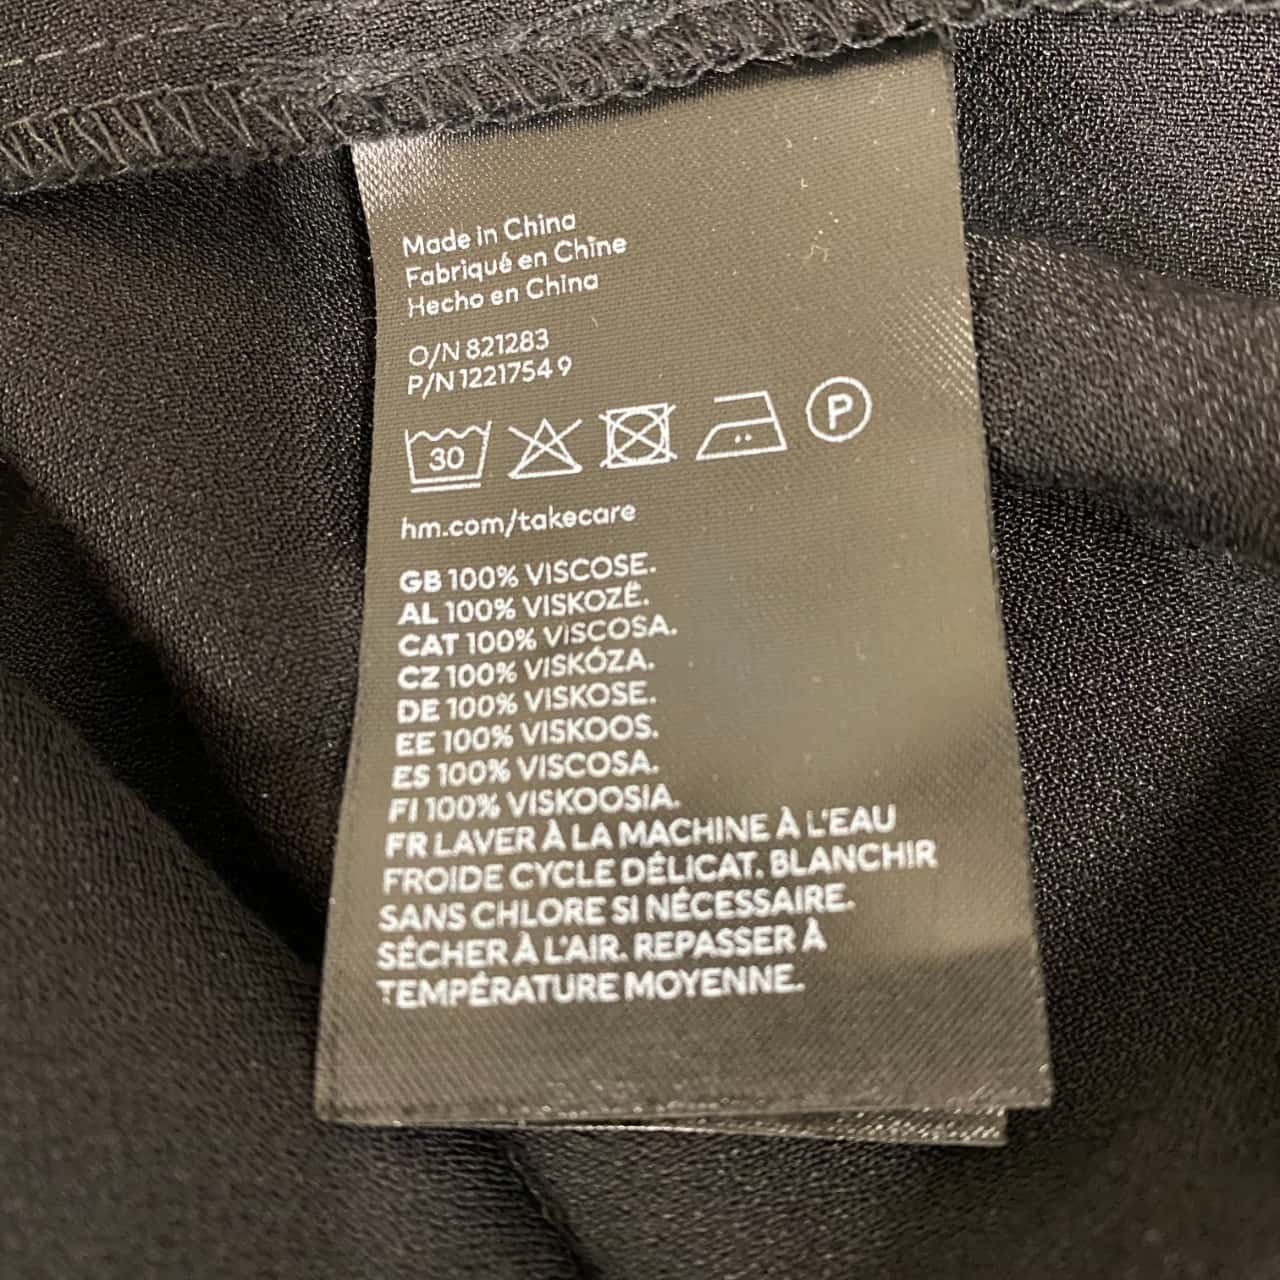 Made in China
Fabriqué en Chine
Hecho en China
O/N 821283
P/N 1221754 9
30
P
hm.com/takecare
GB 100% VISCOSE.
AL 100% VISKOZË.
CAT 100% VISCOSA.
CZ 100% VISKÓZA.
DE 100% VISKOSE.
EE 100% VISKOOS.
ES 100% VISCOSA.
FI 100% VISKOOSIA.
FR LAVER À LA MACHINE À L'EAU
FROIDE CYCLE DÉLICAT. BLANCHIR
SANS CHLORE SI NÉCESSAIRE.
SÉCHER À L'AIR. REPASSER À
TEMPÉRATURE MOYENNE.